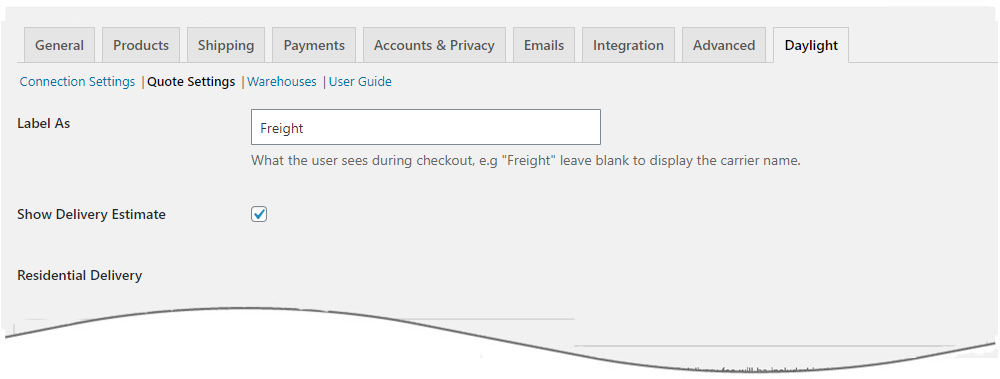 General Products Shipping Payments Accounts & Privacy Emails Integration Advanced Daylight
Connection Settings | Quote Settings | Warehouses | User Guide
Label As Freight
What the user sees during checkout, e.g "Freight" leave blank to display the carrier name.
Show Delivery Estimate
Residential Delivery